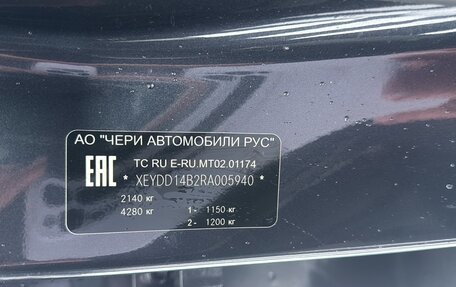 АО "ЧЕРИ АВТОМОБИЛИ РУС"
ЕАС
ТС RU Е-RU.МТ02.01174
* XEYDD14B2RA005940 *
2140 кг
4280 кг 1 - 1150 кг
2 - 1200 кг